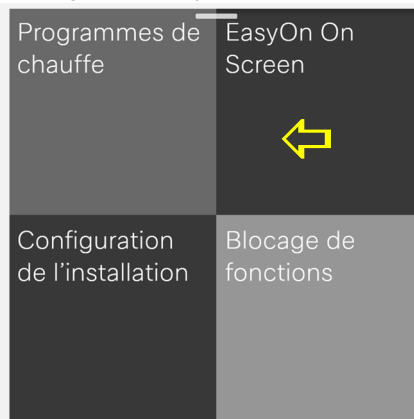 Programmes de
chauffe
EasyOn On
Screen
Configuration
de l'installation
Blocage de
fonctions